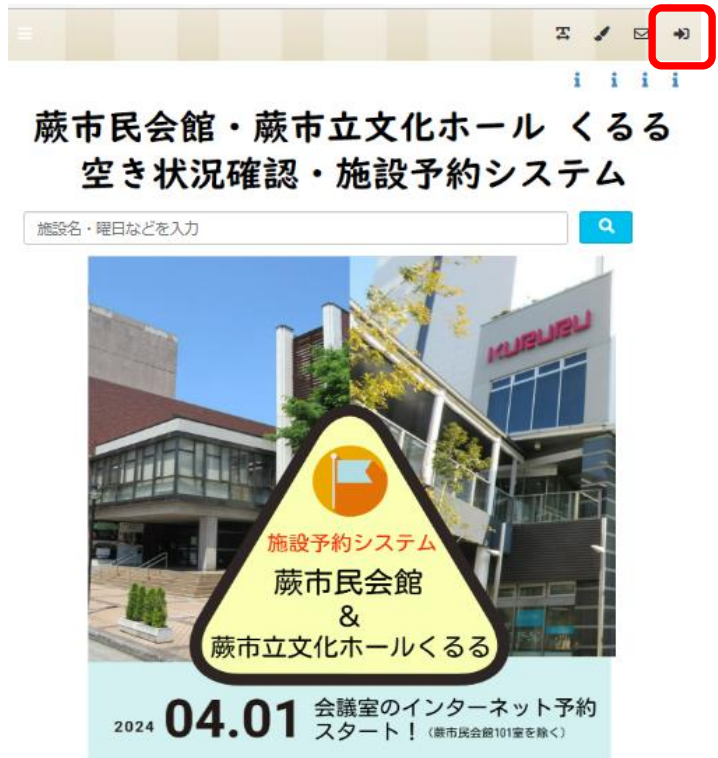 蕨市民会館・蕨市立文化ホール くるる
空き状況確認・施設予約システム
施設名・曜日などを入力
KURURU
施設予約システム
蕨市民会館
&
蕨市立文化ホールくるる
2024 04.01 会議室のインターネット予約
スタート！（蕨市民会館101室を除く）